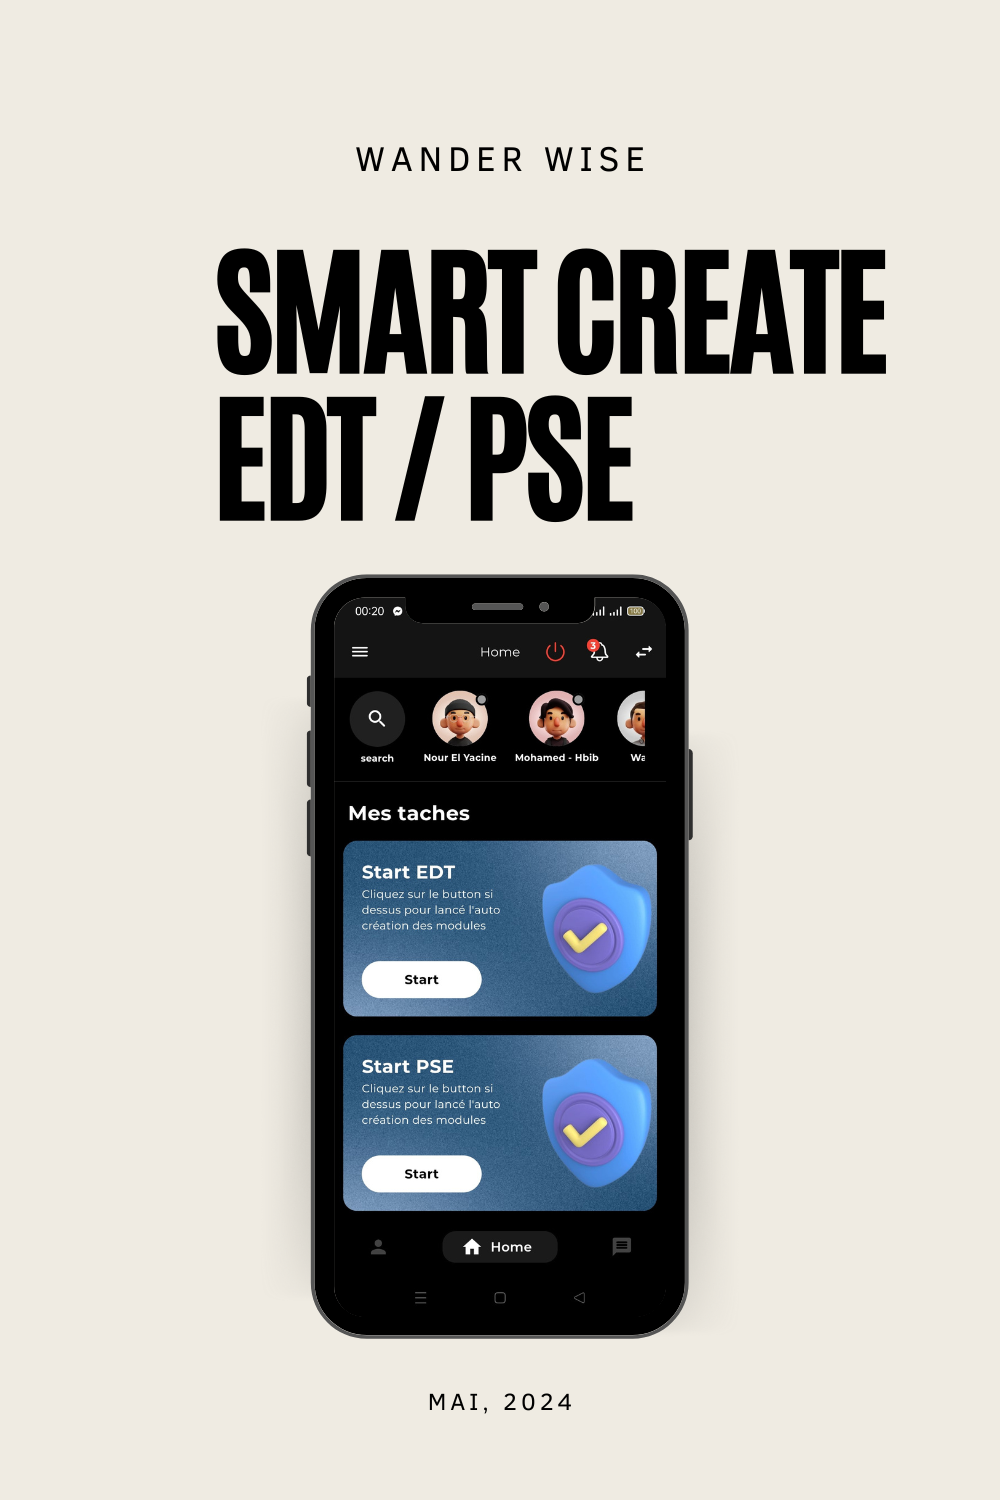 WANDER WISE
SMART CREATE
EDT / PSE
00:20
100
Home
3
search
Nour El Yacine
Mohamed - Hbib
Wa
Mes taches
Start EDT
Cliquez sur le button si
dessus pour lancé l'auto
création des modules
Start
Start PSE
Cliquez sur le button si
dessus pour lancé l'auto
création des modules
Start
Home
MAI, 2024